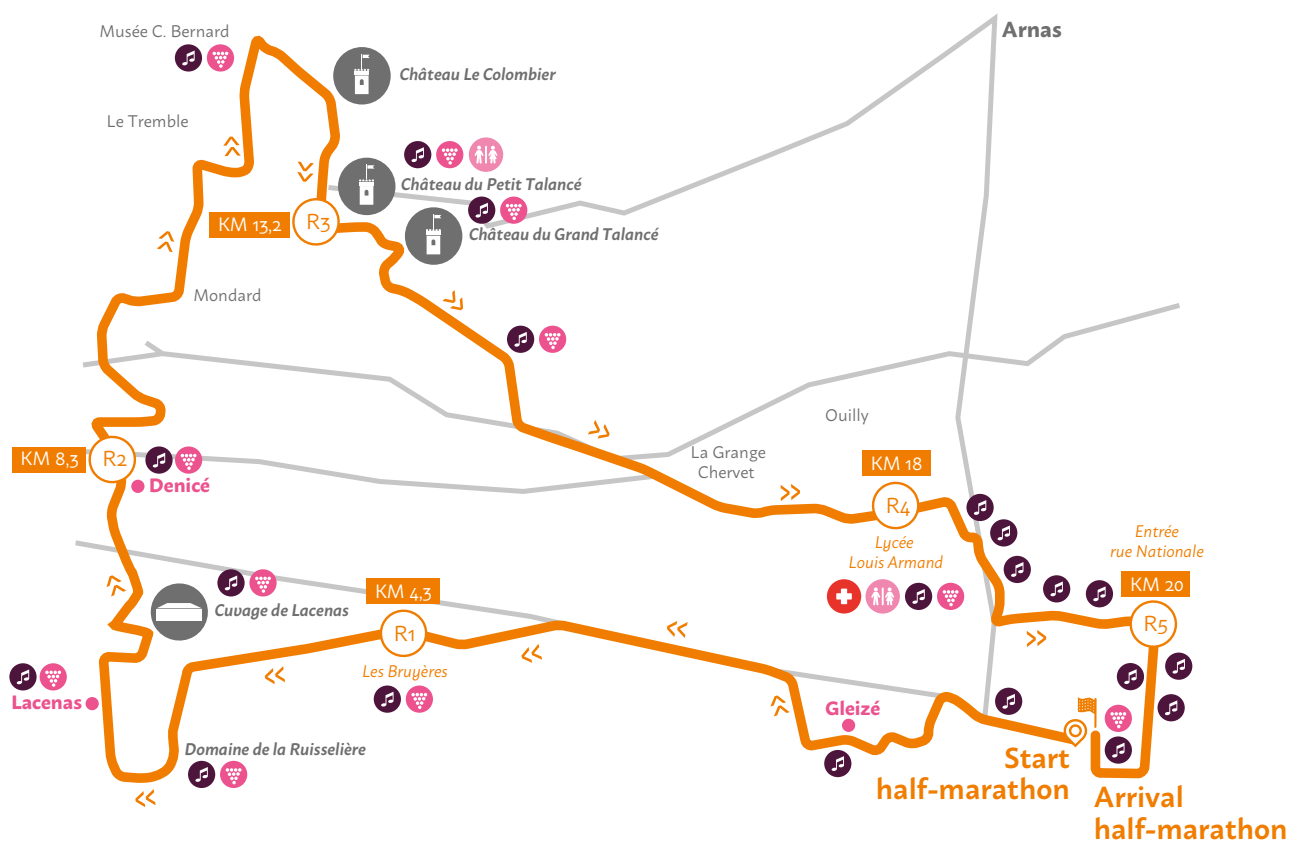 Musée C. Bernard
Arnas
Château Le Colombier
Le Tremble
Château du Petit Talancé
KM 13,2
R3
Château du Grand Talancé
Mondard
Ouilly
La Grange
Chervet
KM 8,3
R2
Denicé
KM 18
R4
Lycée
Louis Armand
Entrée
rue Nationale
KM 20
R5
KM 4,3
R1
Les Bruyères
Cuvage de Lacenas
Lacenas
Gleizé
Domaine de la Ruisselière
Start
half-marathon
Arrival
half-marathon